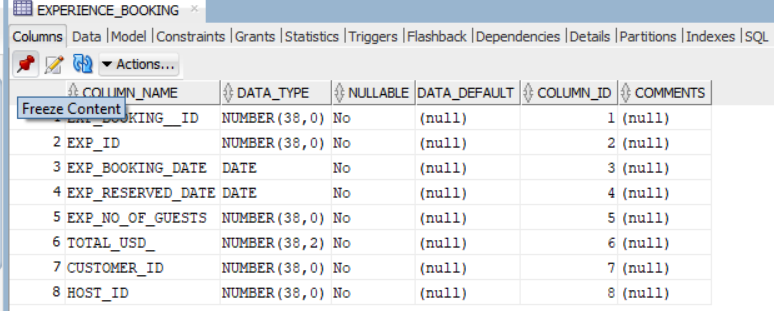 EXPERIENCE_BOOKING ×
Columns Data | Model | Constraints | Grants | Statistics | Triggers | Flashback | Dependencies | Details | Partitions | Indexes | SQL
Actions...
COLUMN_NAME DATA_TYPE NULLABLE DATA_DEFAULT COLUMN_ID COMMENTS
Freeze Content
1 EXP_BOOKING__ID NUMBER(38,0) No (null) 1 (null)
2 EXP_ID NUMBER(38,0) No (null) 2 (null)
3 EXP_BOOKING_DATE DATE No (null) 3 (null)
4 EXP_RESERVED_DATE DATE No (null) 4 (null)
5 EXP_NO_OF_GUESTS NUMBER(38,0) No (null) 5 (null)
6 TOTAL_USD_ NUMBER(38,2) No (null) 6 (null)
7 CUSTOMER_ID NUMBER(38,0) No (null) 7 (null)
8 HOST_ID NUMBER(38,0) No (null) 8 (null)